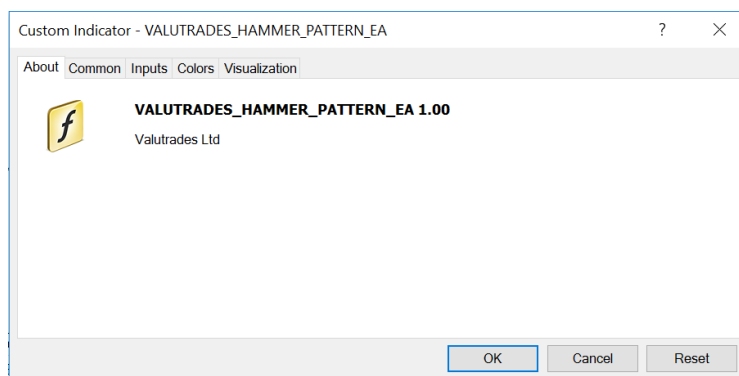 Custom Indicator - VALUTRADES_HAMMER_PATTERN_EA ?
About Common Inputs Colors Visualization
VALUTRADES_HAMMER_PATTERN_EA 1.00
Valutrades Ltd
OK Cancel Reset